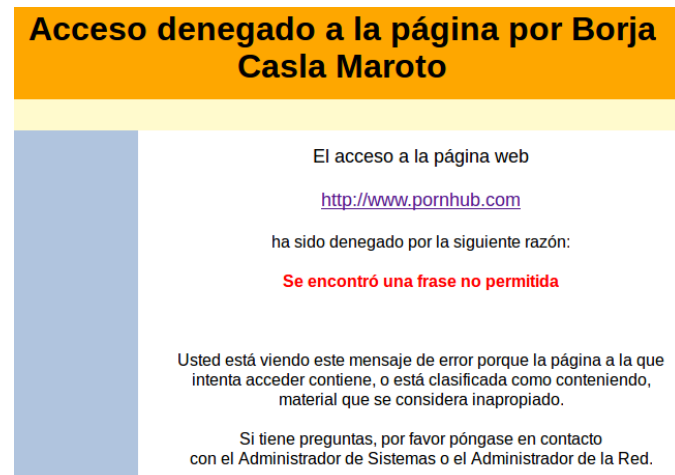 Acceso denegado a la página por Borja
Casla Maroto
El acceso a la página web
http://www.pornhub.com
ha sido denegado por la siguiente razón:
Se encontró una frase no permitida
Usted está viendo este mensaje de error porque la página a la que
intenta acceder contiene, o está clasificada como conteniendo,
material que se considera inapropiado.
Si tiene preguntas, por favor póngase en contacto
con el Administrador de Sistemas o el Administrador de la Red.